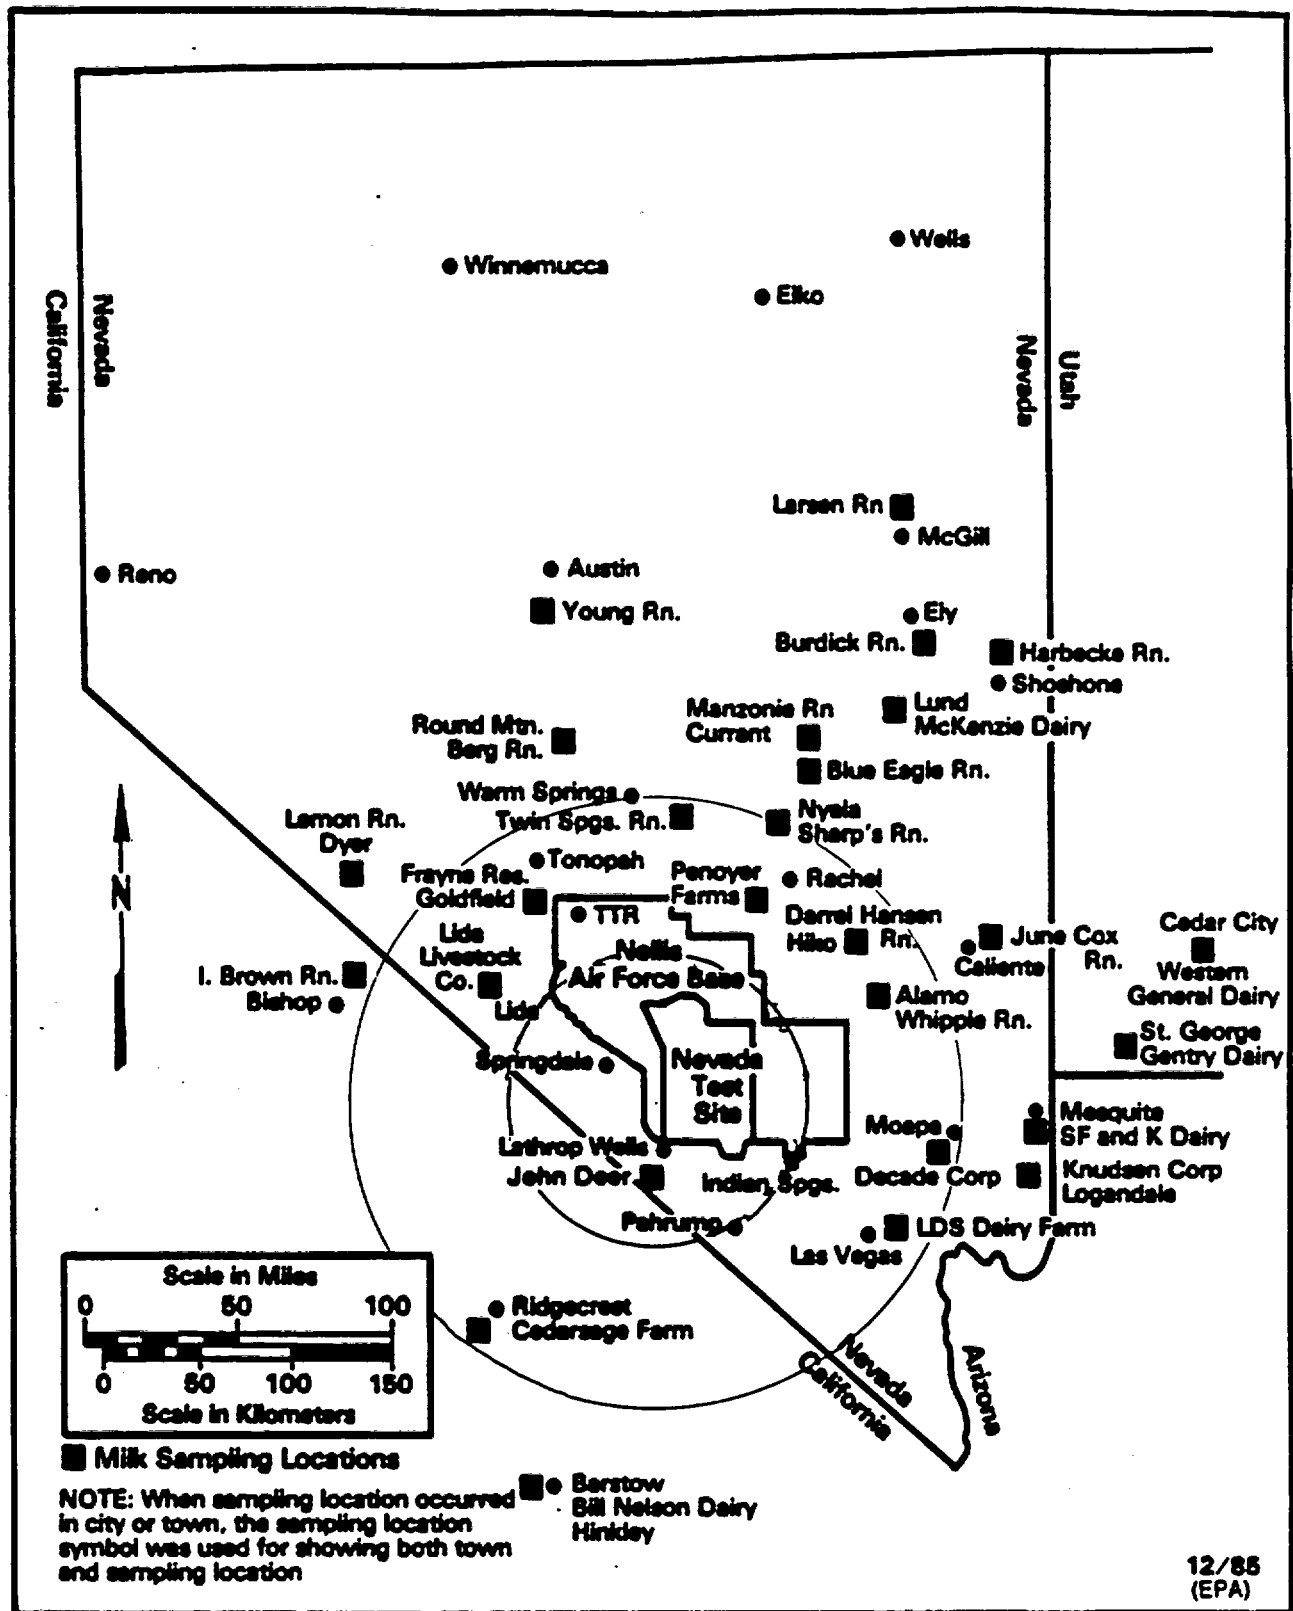 Wells
Winnemucca
Elko
Nevada
California
Utah
Nevada
Larsen Rn
McGill
Austin
Reno
Young Rn.
Ely
Burdick Rn.
Harbecke Rn.
Shoshone
Lund
McKenzie Dairy
Manzonie Rn
Currant
Round Mtn.
Berg Rn.
Blue Eagle Rn.
Warm Springs
Twin Spgs. Rn.
Nyala
Sharp's Rn.
Lemon Rn.
Dyer
N
Tonopah
Frayne Res.
Goldfield
Penoyer
Farms
Rachel
TTR
Darrel Hansen
Hiko Rn.
June Cox
Rn.
Caliente
Cedar City
Western
General Dairy
Lida
Livestock
Co.
Lida
Nellis
Air Force Base
I. Brown Rn.
Bishop
Alamo
Whipple Rn.
St. George
Gentry Dairy
Springdale
Nevada
Test
Site
Mesquite
SF and K Dairy
Moapa
Decade Corp
Knudsen Corp
Logandale
Lathrop Wells
John Deer
Indian Spgs.
Pahrump
LDS Dairy Farm
Las Vegas
Scale in Miles
0 50 100
0 50 100 150
Scale in Kilometers
Ridgecrest
Cedarsage Farm
Nevada
California
Arizona
Milk Sampling Locations
NOTE: When sampling location occurred
in city or town, the sampling location
symbol was used for showing both town
and sampling location
Barstow
Bill Nelson Dairy
Hinkley
12/85
(EPA)